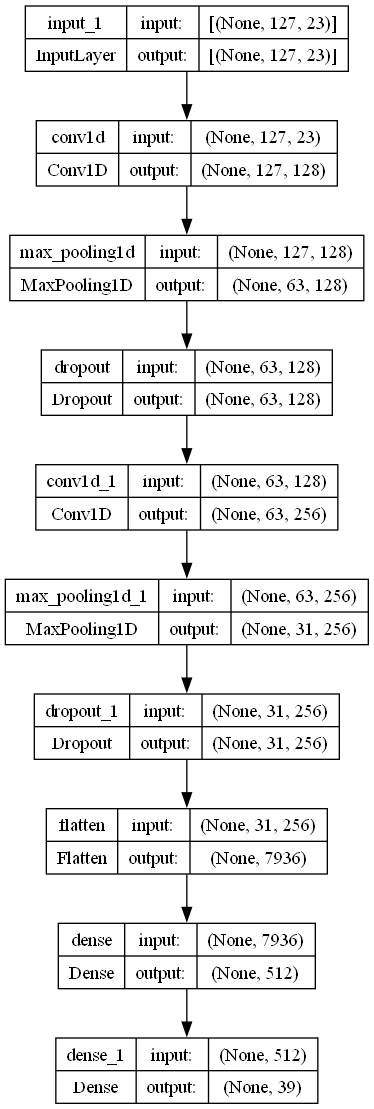 input_1 input: [(None, 127, 23)]
InputLayer output: [(None, 127, 23)]
conv1d input: (None, 127, 23)
Conv1D output: (None, 127, 128)
max_pooling1d input: (None, 127, 128)
MaxPooling1D output: (None, 63, 128)
dropout input: (None, 63, 128)
Dropout output: (None, 63, 128)
conv1d_1 input: (None, 63, 128)
Conv1D output: (None, 63, 256)
max_pooling1d_1 input: (None, 63, 256)
MaxPooling1D output: (None, 31, 256)
dropout_1 input: (None, 31, 256)
Dropout output: (None, 31, 256)
flatten input: (None, 31, 256)
Flatten output: (None, 7936)
dense input: (None, 7936)
Dense output: (None, 512)
dense_1 input: (None, 512)
Dense output: (None, 39)